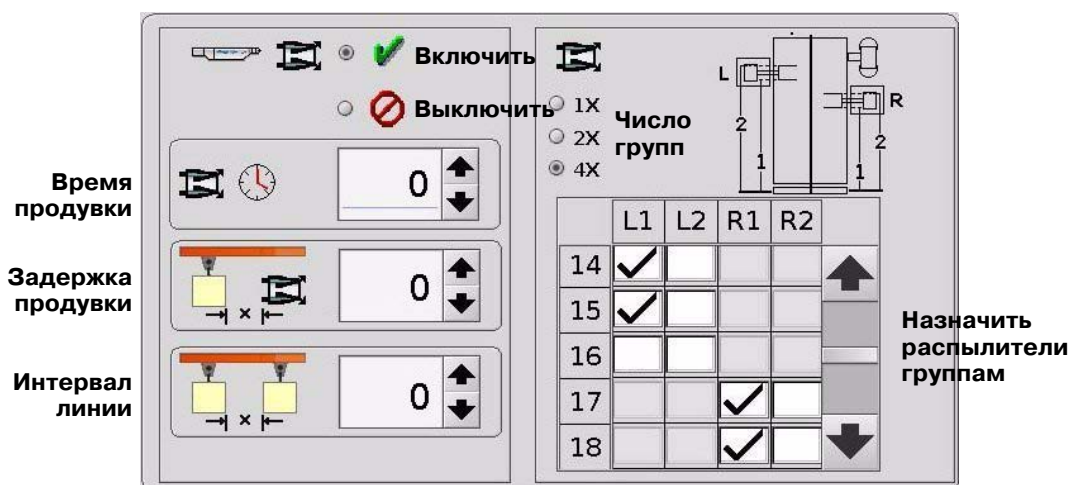 Включить
Выключить
Время
продувки
0
Задержка
продувки
0
Интервал
линии
0
1X
2X
4X
Число
групп
L
R
2
1
2
1
L1 L2 R1 R2
14
15
16
17
18
Назначить
распылители
группам
x
x